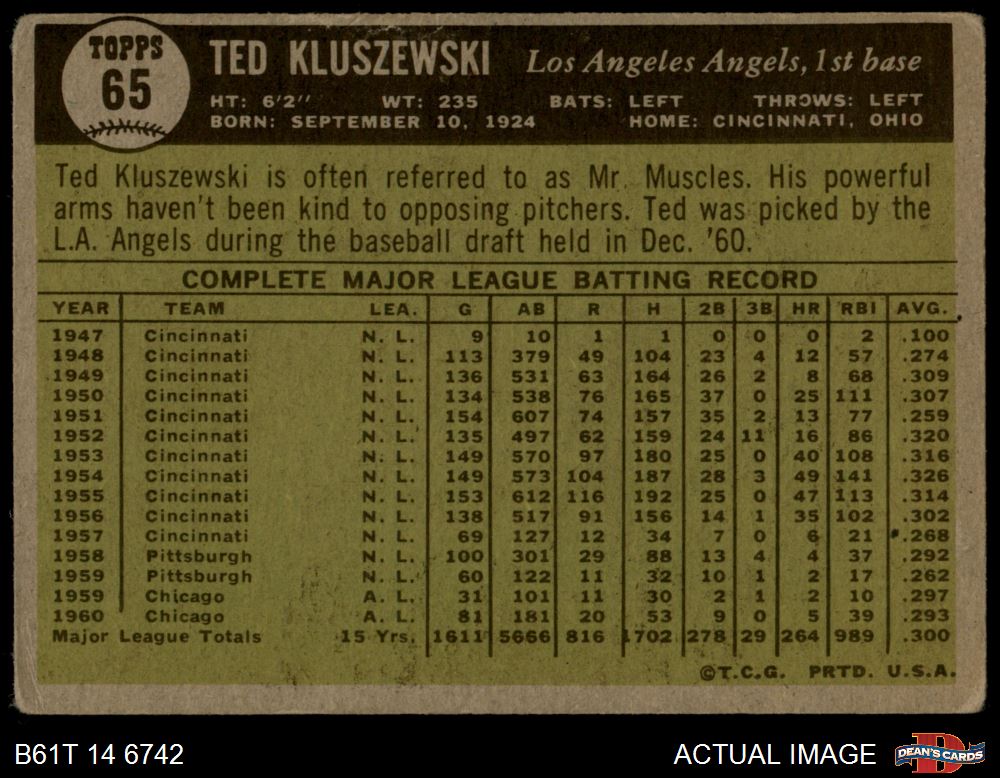 TOPPS
65
TED KLUSZEWSKI Los Angeles Angels, 1st base
HT: 6'2" WT: 235 BATS: LEFT THROWS: LEFT
BORN: SEPTEMBER 10, 1924 HOME: CINCINNATI, OHIO
Ted Kluszewski is often referred to as Mr. Muscles. His powerful
arms haven't been kind to opposing pitchers. Ted was picked by the
L.A. Angels during the baseball draft held in Dec. '60.
COMPLETE MAJOR LEAGUE BATTING RECORD
YEAR TEAM LEA. G AB R H 2B 3B HR RBI AVG.
1947 Cincinnati N. L. 9 10 1 1 0 0 0 2 .100
1948 Cincinnati N. L. 113 379 49 104 23 4 12 57 .274
1949 Cincinnati N. L. 136 531 63 164 26 2 8 68 .309
1950 Cincinnati N. L. 134 538 76 165 37 0 25 111 .307
1951 Cincinnati N. L. 154 607 74 157 35 2 13 77 .259
1952 Cincinnati N. L. 135 497 62 159 24 11 16 86 .320
1953 Cincinnati N. L. 149 570 97 180 25 0 40 108 .316
1954 Cincinnati N. L. 149 573 104 187 28 3 49 141 .326
1955 Cincinnati N. L. 153 612 116 192 25 0 47 113 .314
1956 Cincinnati N. L. 138 517 91 156 14 1 35 102 .302
1957 Cincinnati N. L. 69 127 12 34 7 0 6 21 .268
1958 Pittsburgh N. L. 100 301 29 88 13 4 4 37 .292
1959 Pittsburgh N. L. 60 122 11 32 10 1 2 17 .262
1959 Chicago A. L. 31 101 11 30 2 1 2 10 .297
1960 Chicago A. L. 81 181 20 53 9 0 5 39 .293
Major League Totals 15 Yrs. 1611 5666 816 1702 278 29 264 989 .300
©T.C.G. PRTD. U.S.A.
B61T 14 6742 ACTUAL IMAGE DEAN'S CARDS